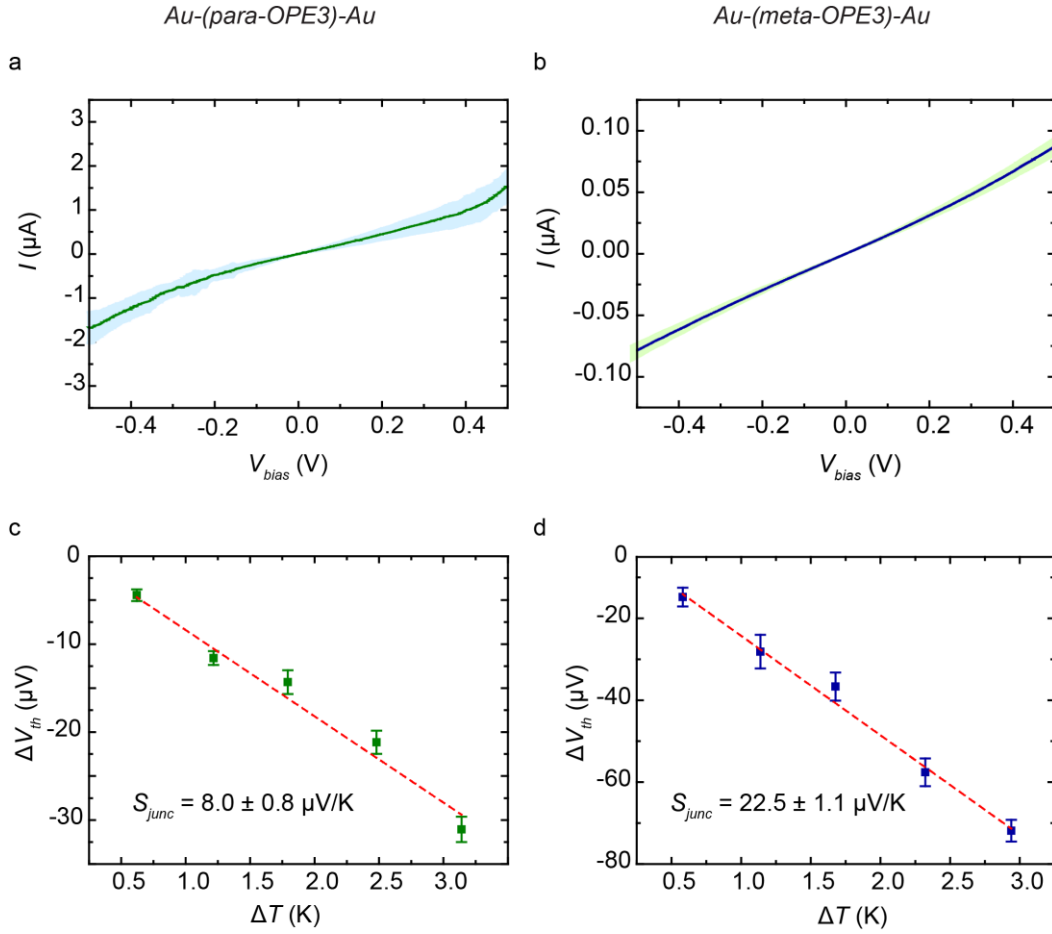 Au-(para-OPE3)-Au
Au-(meta-OPE3)-Au
a
b
3
2
1
0
-1
-2
-3
I (µA)
-0.4
-0.2
0.0
0.2
0.4
V_bias (V)
0.10
0.05
0.00
-0.05
-0.10
I (µA)
-0.4
-0.2
0.0
0.2
0.4
V_bias (V)
c
d
0
-10
-20
-30
ΔV_th (µV)
S_junc = 8.0 ± 0.8 µV/K
0.5
1.0
1.5
2.0
2.5
3.0
ΔT (K)
0
-20
-40
-60
-80
ΔV_th (µV)
S_junc = 22.5 ± 1.1 µV/K
0.5
1.0
1.5
2.0
2.5
3.0
ΔT (K)